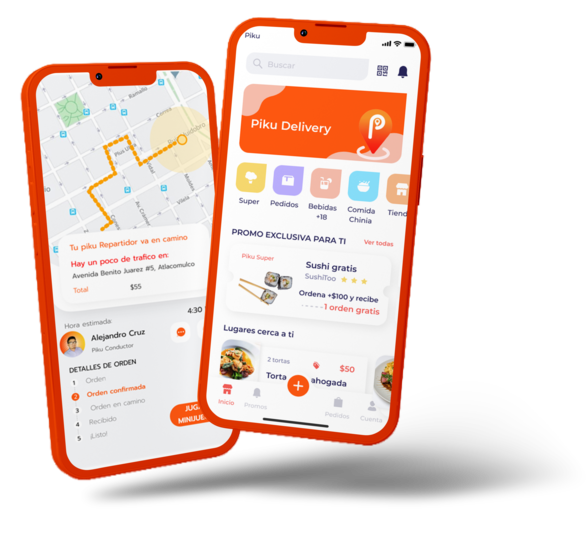 Tu piku Repartidor va en camino
Hay un poco de trafico en:
Avenida Benito Juarez #5, Atlacomulco
Total $55
Hora estimada: 4:30
Alejandro Cruz
Piku Conductor
DETALLES DE ORDEN
1 Orden
2 Orden confirmada
3 Orden en camino
4 Recibido
5 ¡Listo!
Piku
Buscar
Piku Delivery
Super
Pedidos
Bebidas
+18
Comida
Chinia
Tiend
PROMO EXCLUSIVA PARA TI
Ver todas
Piku Super
Sushi gratis
SushiToo
Ordena +$100 y recibe
1 orden gratis
Lugares cerca a ti
2 tortas
$50
Torta ahogada
Inicio
Promos
Pedidos
Cuenta